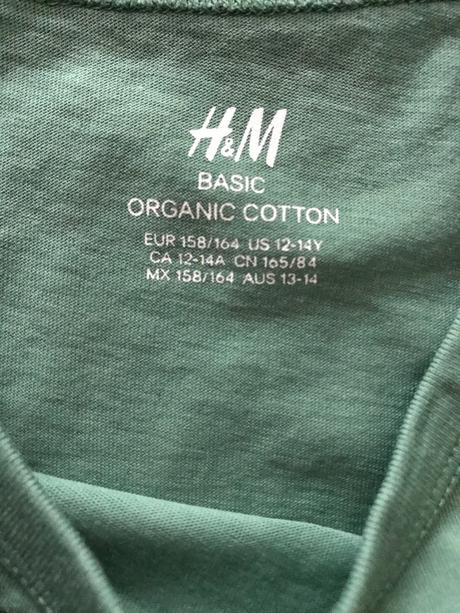 H&M
BASIC
ORGANIC COTTON
EUR 158/164 US 12-14Y
CA 12-14A CN 165/84
MX 158/164 AUS 13-14